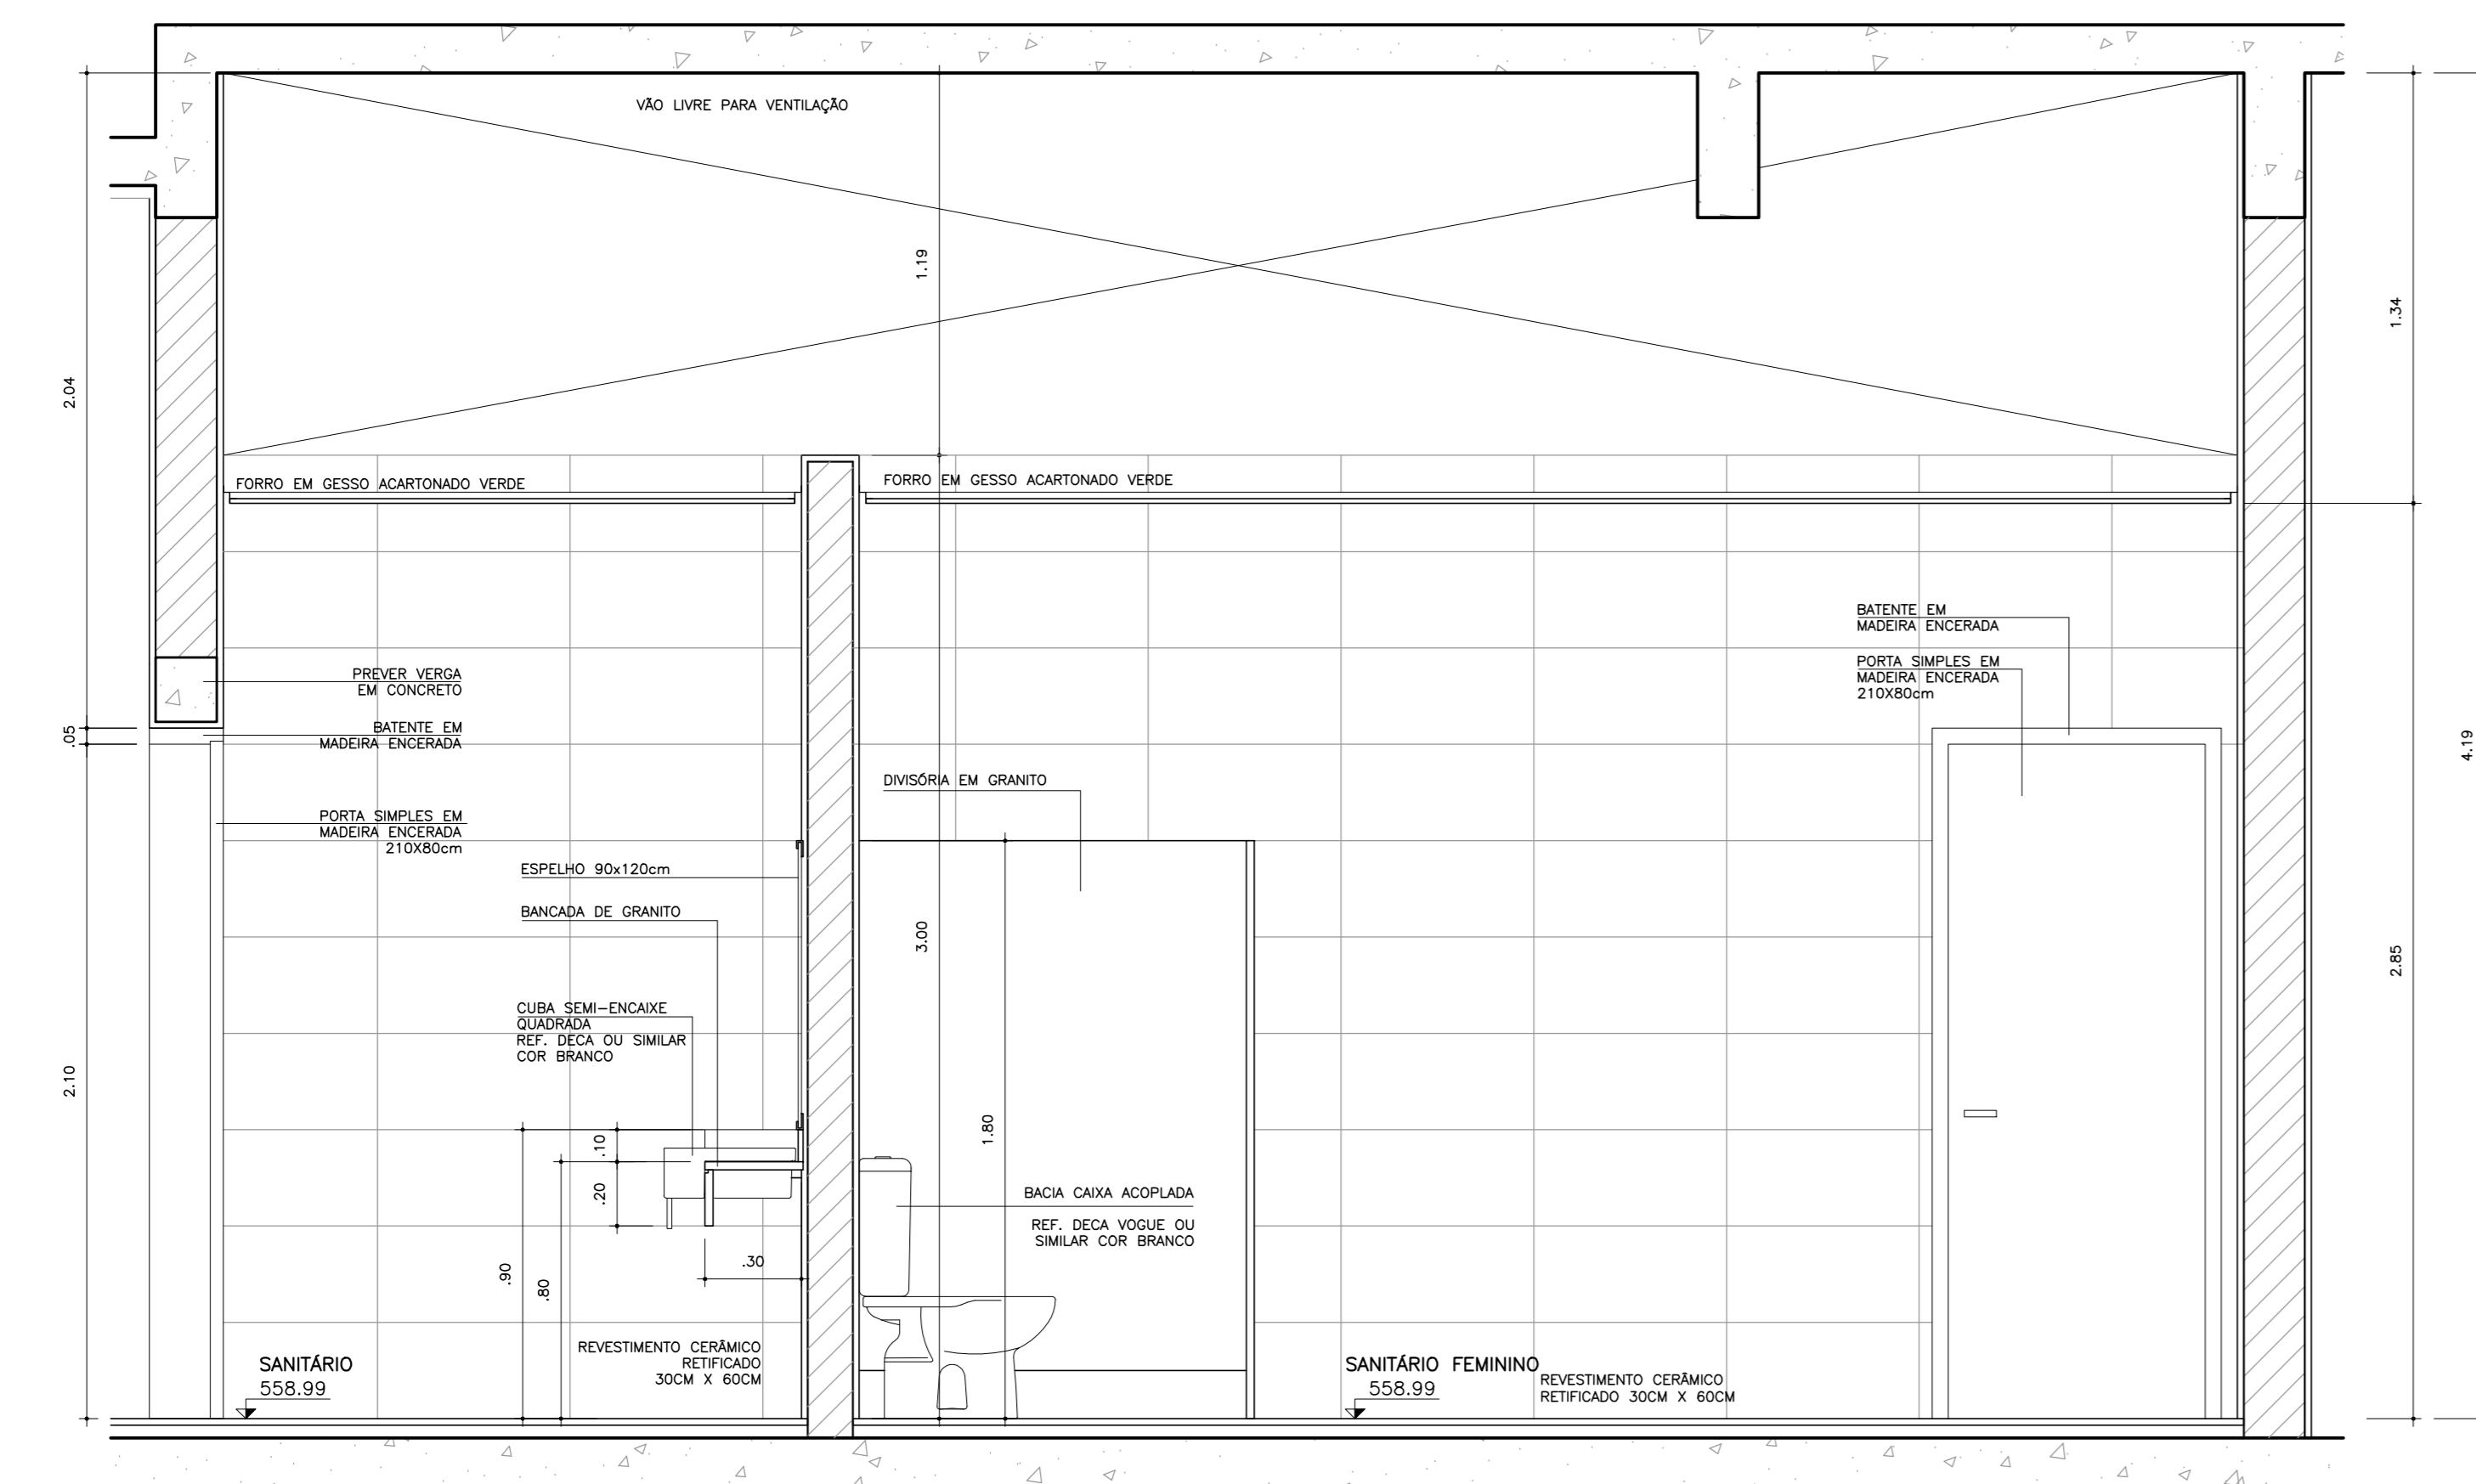 VÃO LIVRE PARA VENTILAÇÃO
1.19
1.34
2.04
FORRO EM GESSO ACARTONADO VERDE
FORRO EM GESSO ACARTONADO VERDE
BATENTE EM
MADEIRA ENCERADA
PORTA SIMPLES EM
MADEIRA ENCERADA
210X80cm
PREVER VERGA
EM CONCRETO
BATENTE EM
MADEIRA ENCERADA
.05
4.19
DIVISÓRIA EM GRANITO
PORTA SIMPLES EM
MADEIRA ENCERADA
210X80cm
ESPELHO 90x120cm
BANCADA DE GRANITO
3.00
2.85
CUBA SEMI-ENCAIXE
QUADRADA
REF. DECA OU SIMILAR
COR BRANCO
2.10
.10
1.80
.20
BACIA CAIXA ACOPLADA
REF. DECA VOGUE OU
SIMILAR COR BRANCO
.30
.90
.80
REVESTIMENTO CERÂMICO
RETIFICADO
30CM X 60CM
SANITÁRIO
558.99
SANITÁRIO FEMININO
558.99
REVESTIMENTO CERÂMICO
RETIFICADO 30CM X 60CM